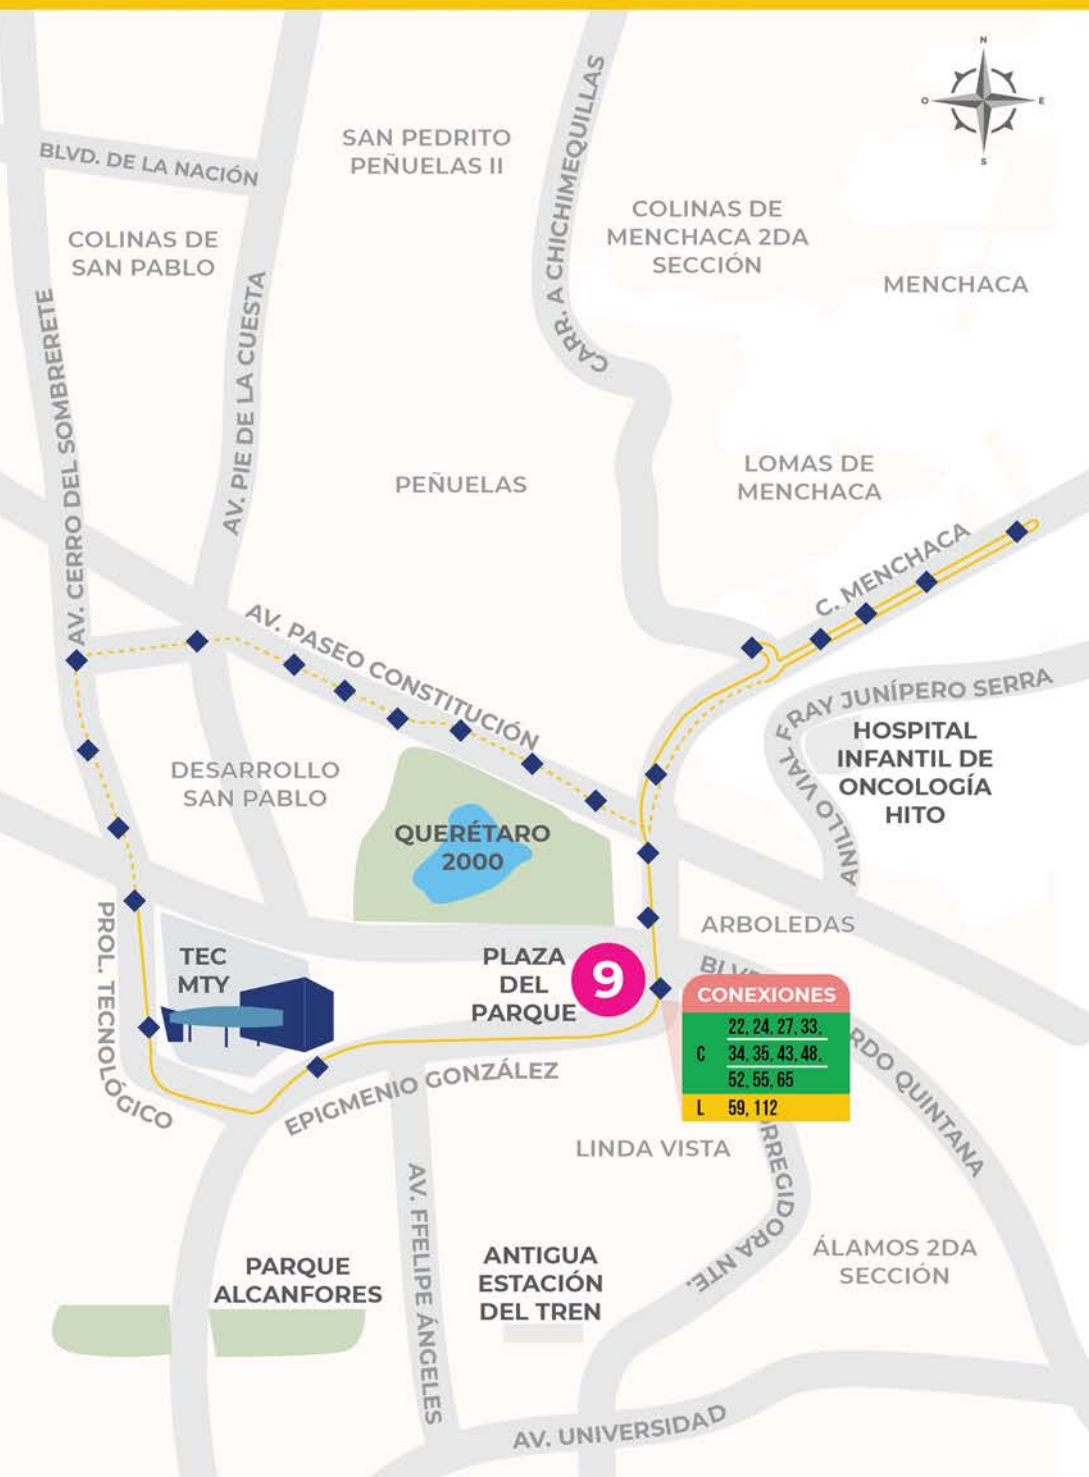 N
O
E
S
SAN PEDRITO
PEÑUELAS II
BLVD. DE LA NACIÓN
CARR. A CHICHIMEQUILLAS
COLINAS DE
MENCHACA 2DA
SECCIÓN
COLINAS DE
SAN PABLO
MENCHACA
AV. CERRO DEL SOMBRERETE
AV. PIE DE LA CUESTA
PEÑUELAS
LOMAS DE
MENCHACA
C. MENCHACA
AV. PASEO CONSTITUCIÓN
ANILLO VIAL FRAY JUNÍPERO SERRA
HOSPITAL
INFANTIL DE
ONCOLOGÍA
HITO
DESARROLLO
SAN PABLO
QUERÉTARO
2000
ARBOLEDAS
PROL. TECNOLÓGICO
TEC
MTY
PLAZA
DEL
PARQUE
9
BLV
RDO QUINTANA
CONEXIONES
22, 24, 27, 33,
C 34, 35, 43, 48,
52, 55, 65
L 59, 112
EPIGMENIO GONZÁLEZ
LINDA VISTA
RREGIDORA NTE.
AV. FFELIPE ÁNGELES
PARQUE
ALCANFORES
ANTIGUA
ESTACIÓN
DEL TREN
ÁLAMOS 2DA
SECCIÓN
AV. UNIVERSIDAD